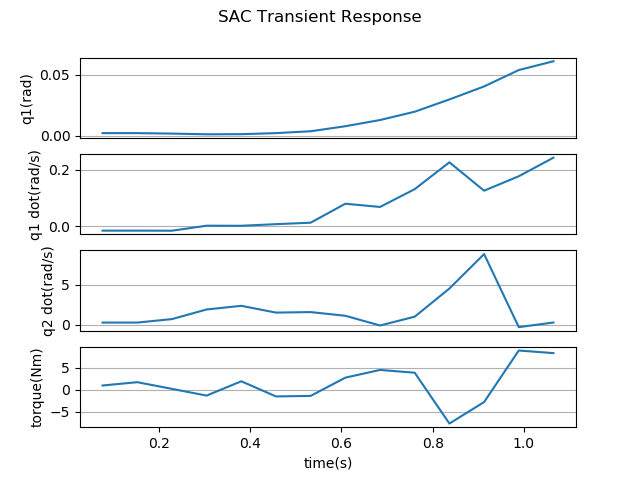 SAC Transient Response
q1(rad)
0.05
0.00
q1 dot(rad/s)
0.2
0.0
q2 dot(rad/s)
5
0
torque(Nm)
5
0
−5
0.2 0.4 0.6 0.8 1.0
time(s)